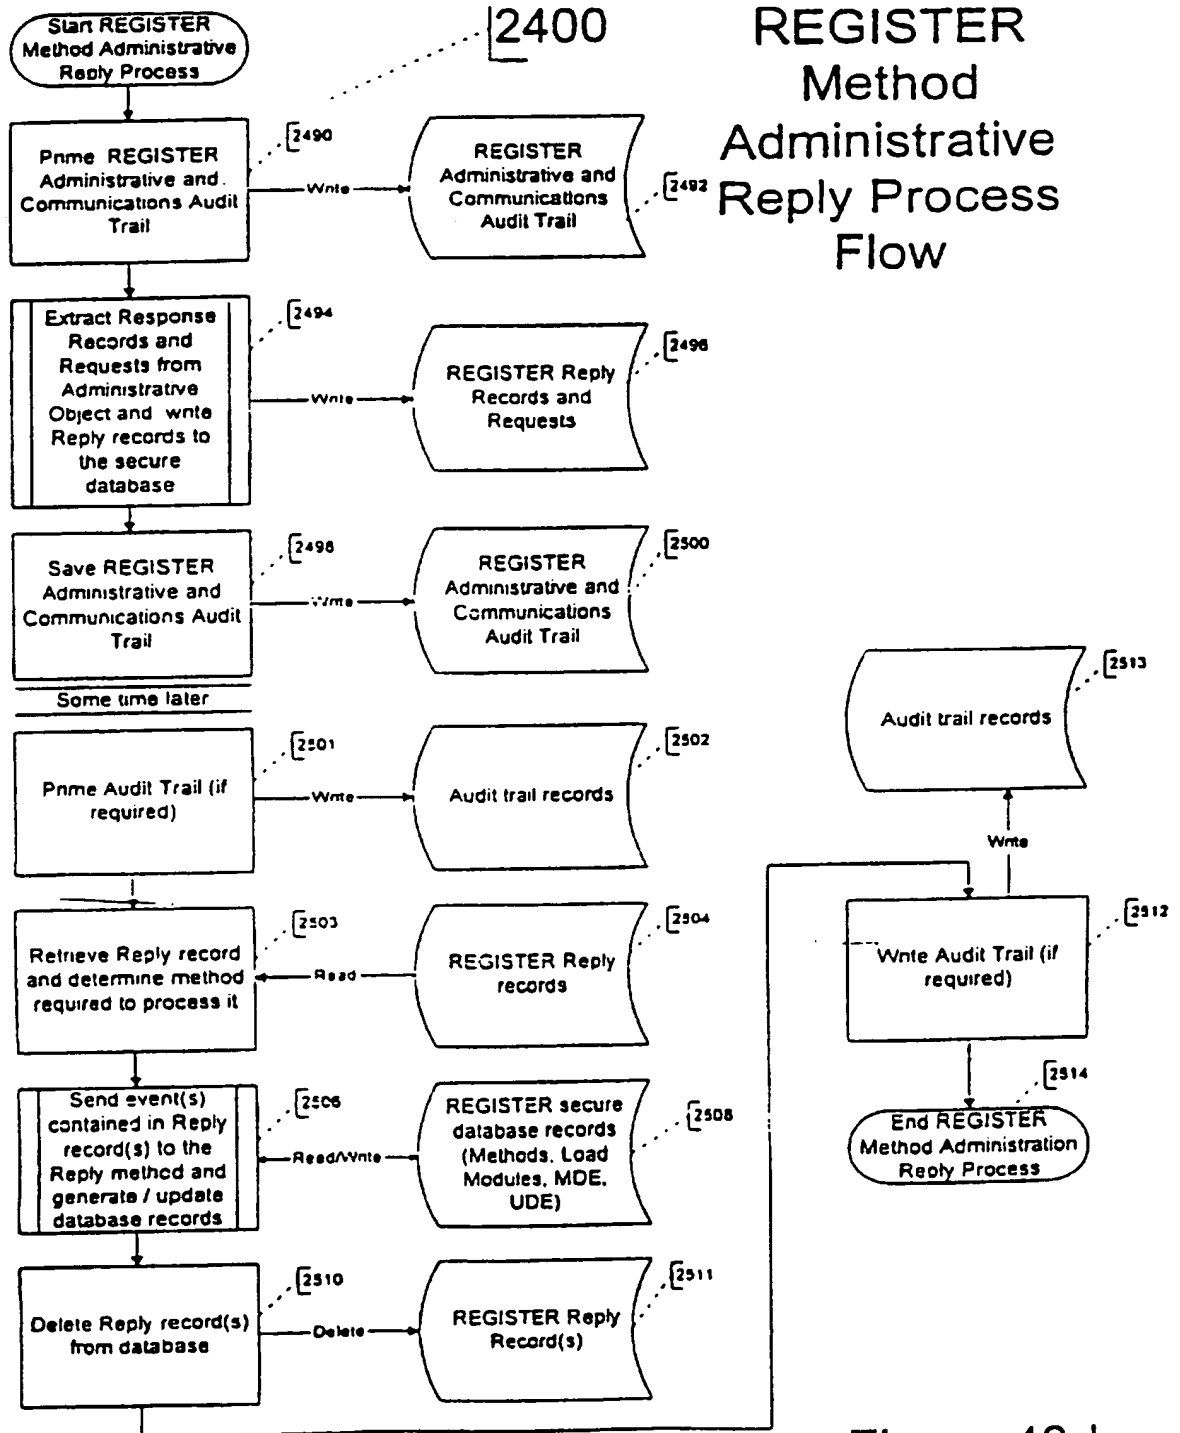 Start REGISTER
Method Administrative
Reply Process
2400
REGISTER
Method
Administrative
Reply Process
Flow
Prime REGISTER
Administrative and
Communications Audit
Trail
2490
Write
REGISTER
Administrative and
Communications
Audit Trail
2492
Extract Response
Records and
Requests from
Administrative
Object and write
Reply records to
the secure
database
2494
Write
REGISTER Reply
Records and
Requests
2496
Save REGISTER
Administrative and
Communications Audit
Trail
2498
Write
REGISTER
Administrative and
Communications
Audit Trail
2500
Some time later
Prime Audit Trail (if
required)
2501
Write
Audit trail records
2502
Retrieve Reply record
and determine method
required to process it
2503
Read
REGISTER Reply
records
2504
Send event(s)
contained in Reply
record(s) to the
Reply method and
generate / update
database records
2506
Read/Write
REGISTER secure
database records
(Methods, Load
Modules, MDE,
UDE)
2508
Delete Reply record(s)
from database
2510
Delete
REGISTER Reply
Record(s)
2511
Audit trail records
2513
Write
Write Audit Trail (if
required)
2512
2514
End REGISTER
Method Administration
Reply Process